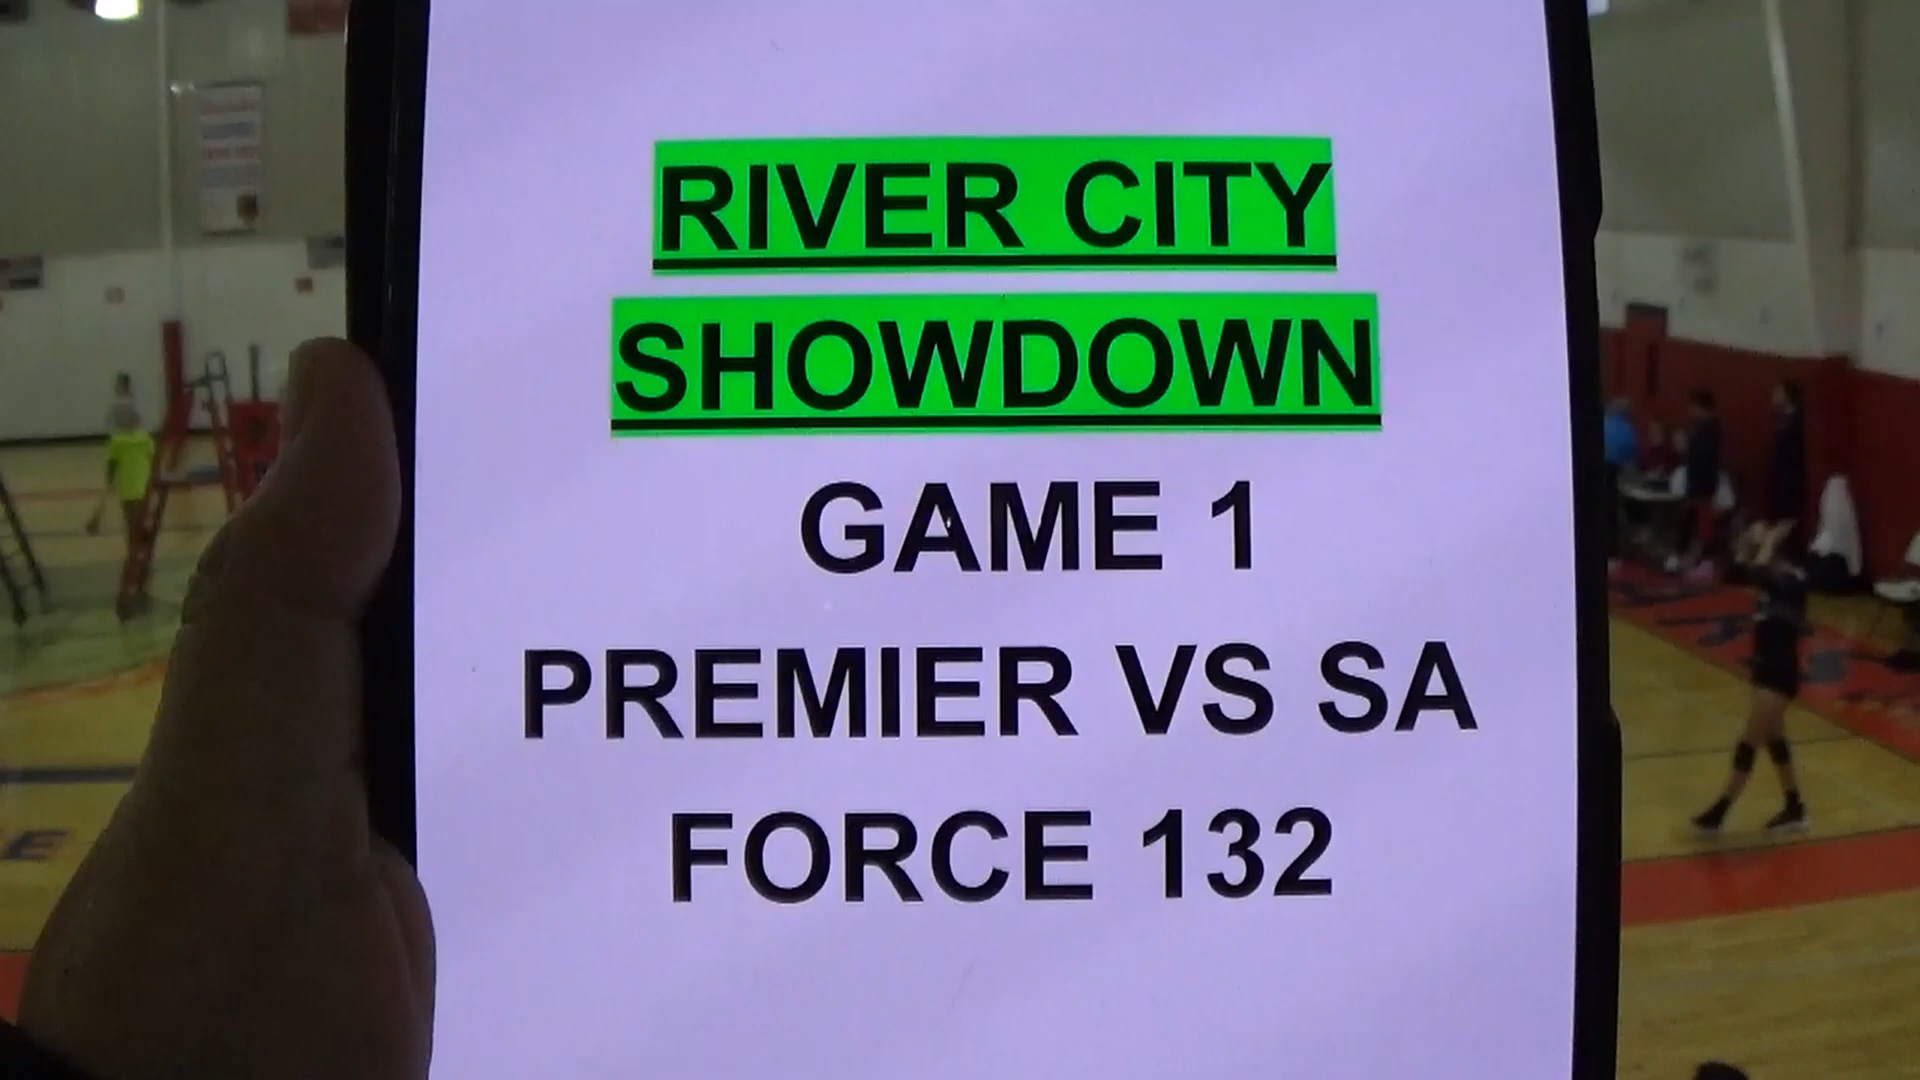 RIVER CITY
SHOWDOWN
GAME 1
PREMIER VS SA
FORCE 132